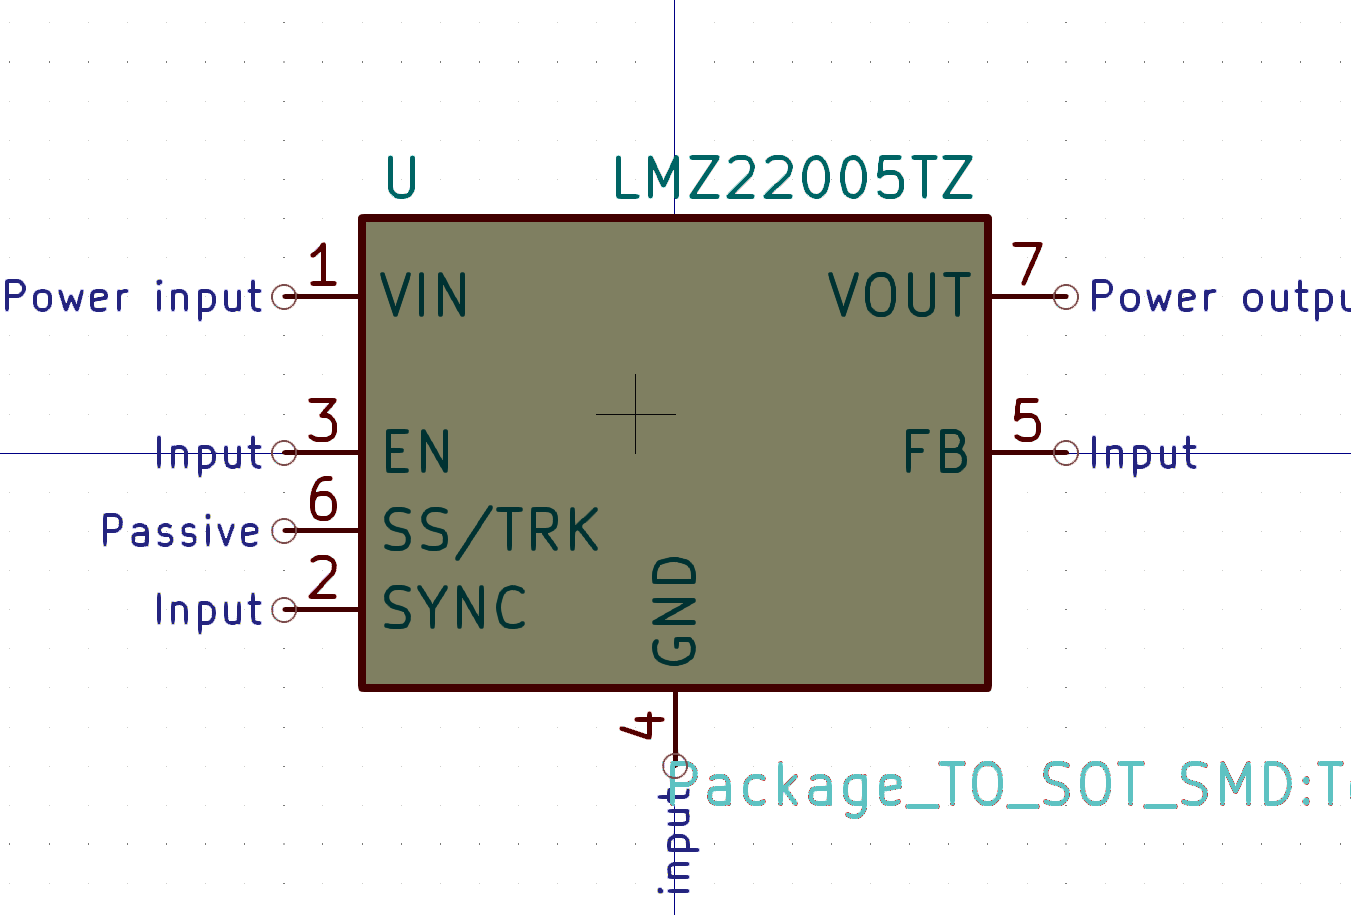 U LMZ22005TZ
1 7
Power input VIN VOUT Power outpu
3 5
Input EN FB Input
6
Passive SS/TRK
2
Input SYNC
GND
4
Package_TO_SOT_SMD:T
input